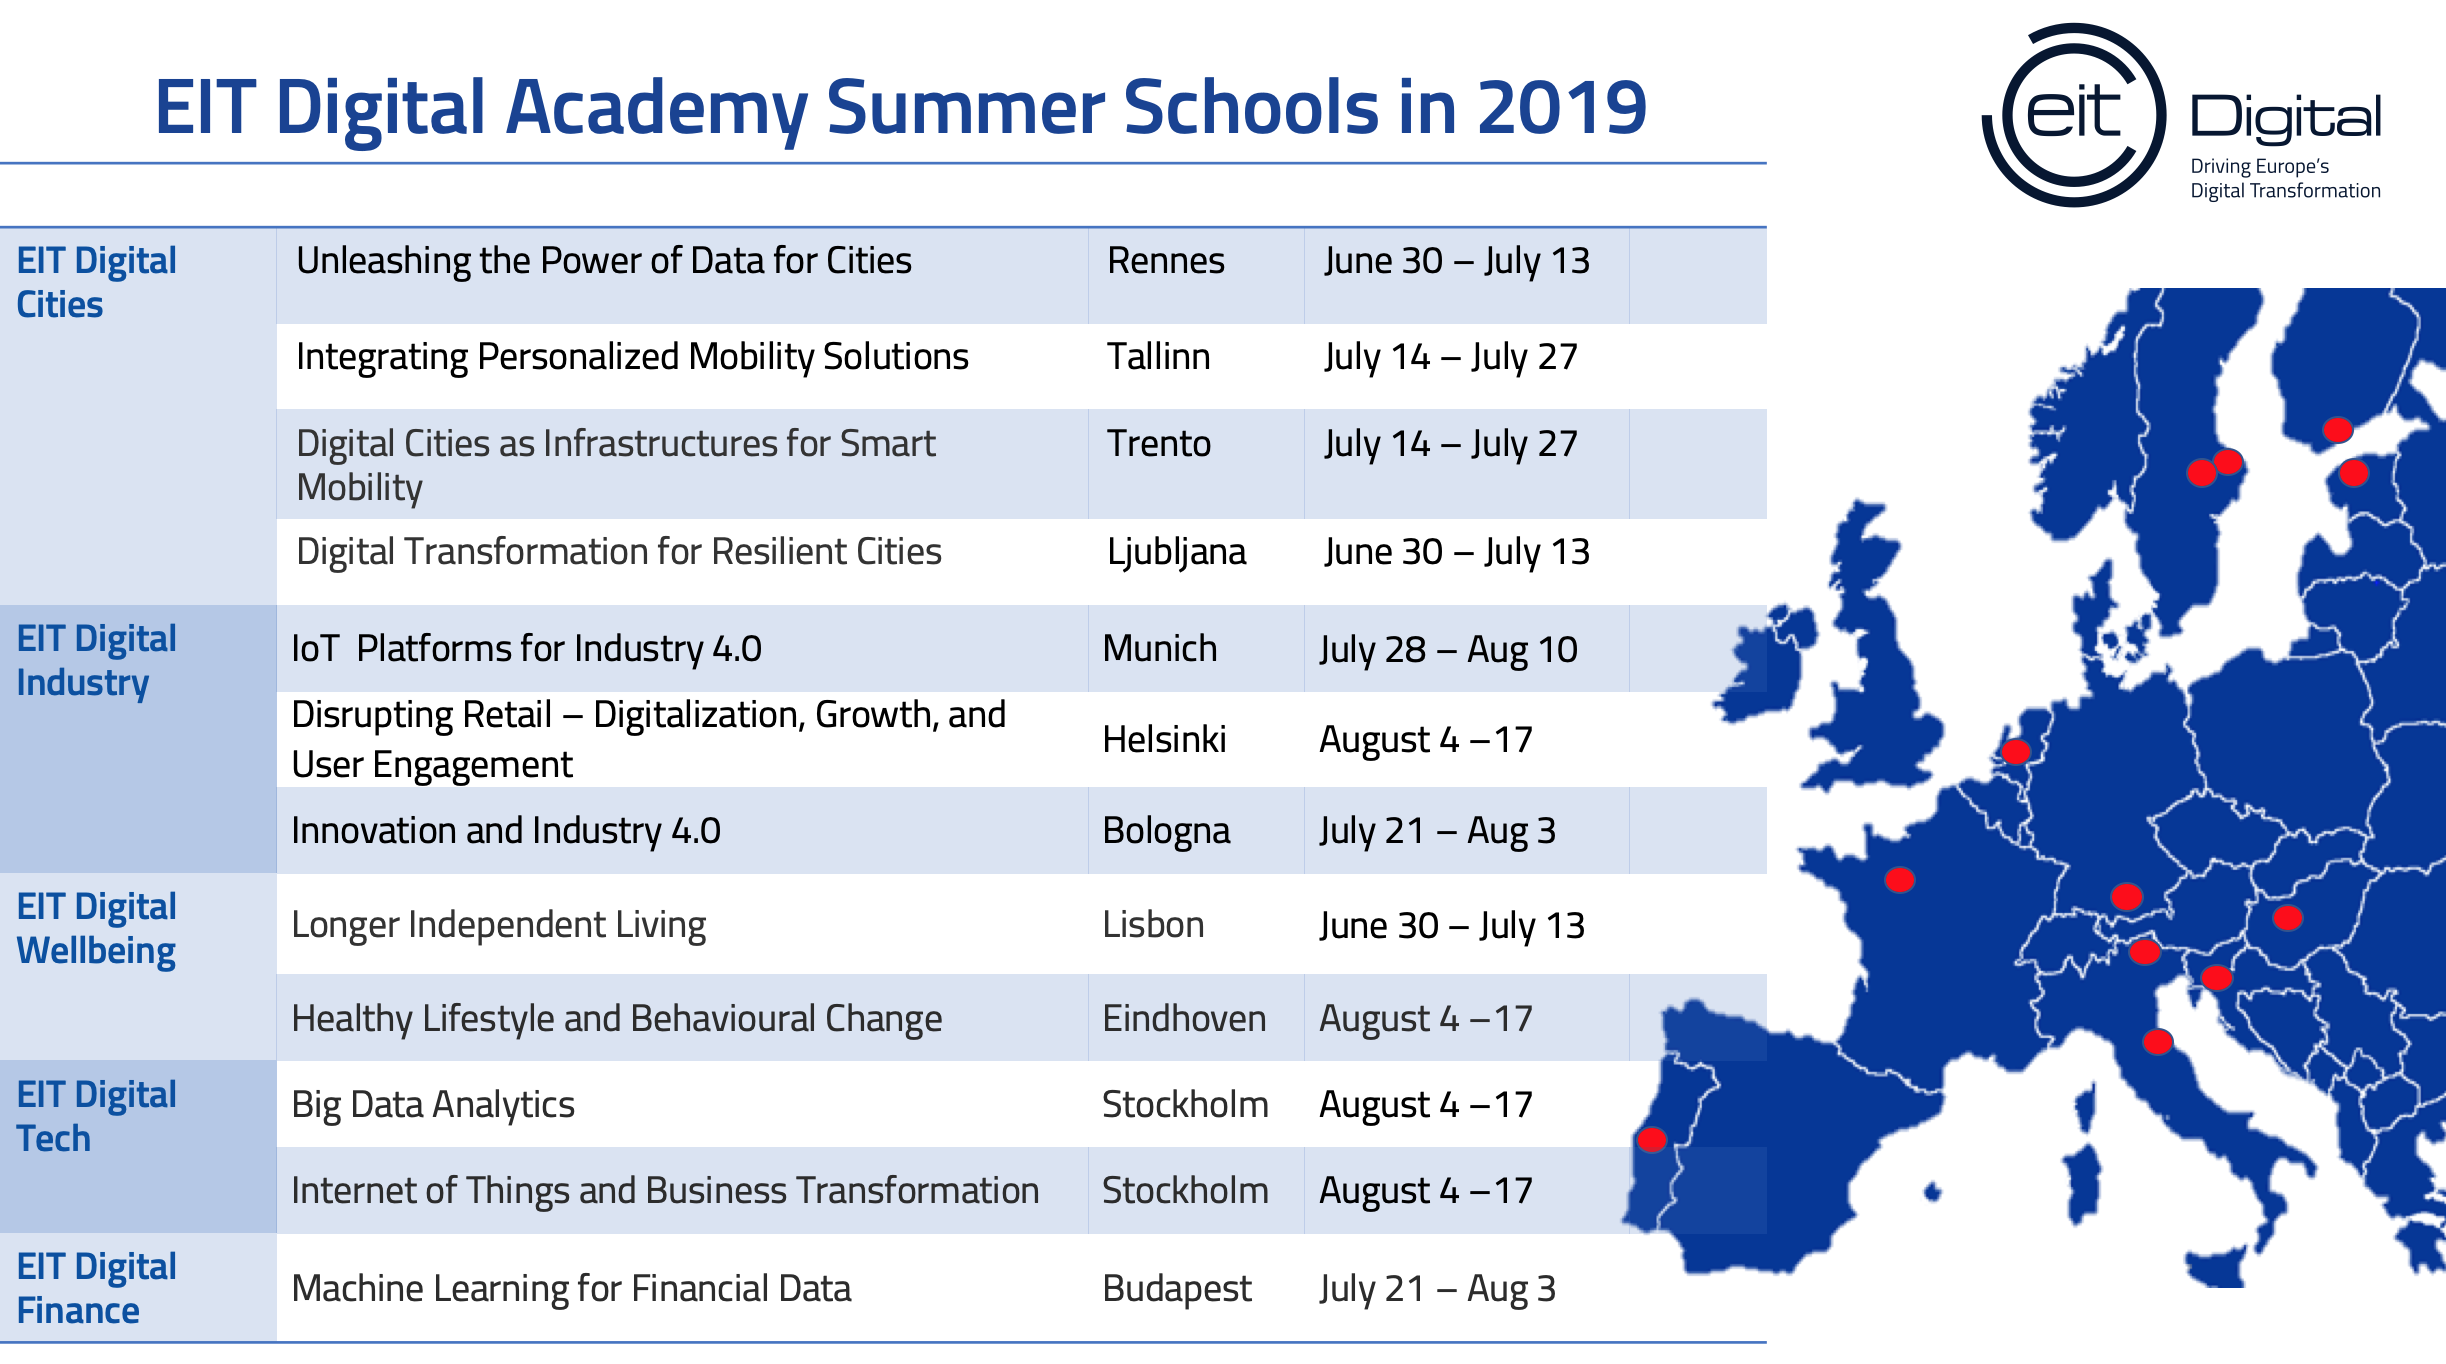 EIT Digital Academy Summer Schools in 2019
eit Digital
Driving Europe's
Digital Transformation
EIT Digital
Cities
Unleashing the Power of Data for Cities Rennes June 30 – July 13
Integrating Personalized Mobility Solutions Tallinn July 14 – July 27
Digital Cities as Infrastructures for Smart
Mobility
Trento July 14 – July 27
Digital Transformation for Resilient Cities Ljubljana June 30 – July 13
EIT Digital
Industry
IoT  Platforms for Industry 4.0 Munich July 28 – Aug 10
Disrupting Retail – Digitalization, Growth, and
User Engagement
Helsinki August 4 –17
Innovation and Industry 4.0 Bologna July 21 – Aug 3
EIT Digital
Wellbeing
Longer Independent Living Lisbon June 30 – July 13
Healthy Lifestyle and Behavioural Change Eindhoven August 4 –17
EIT Digital
Tech
Big Data Analytics Stockholm August 4 –17
Internet of Things and Business Transformation Stockholm August 4 –17
EIT Digital
Finance
Machine Learning for Financial Data Budapest July 21 – Aug 3